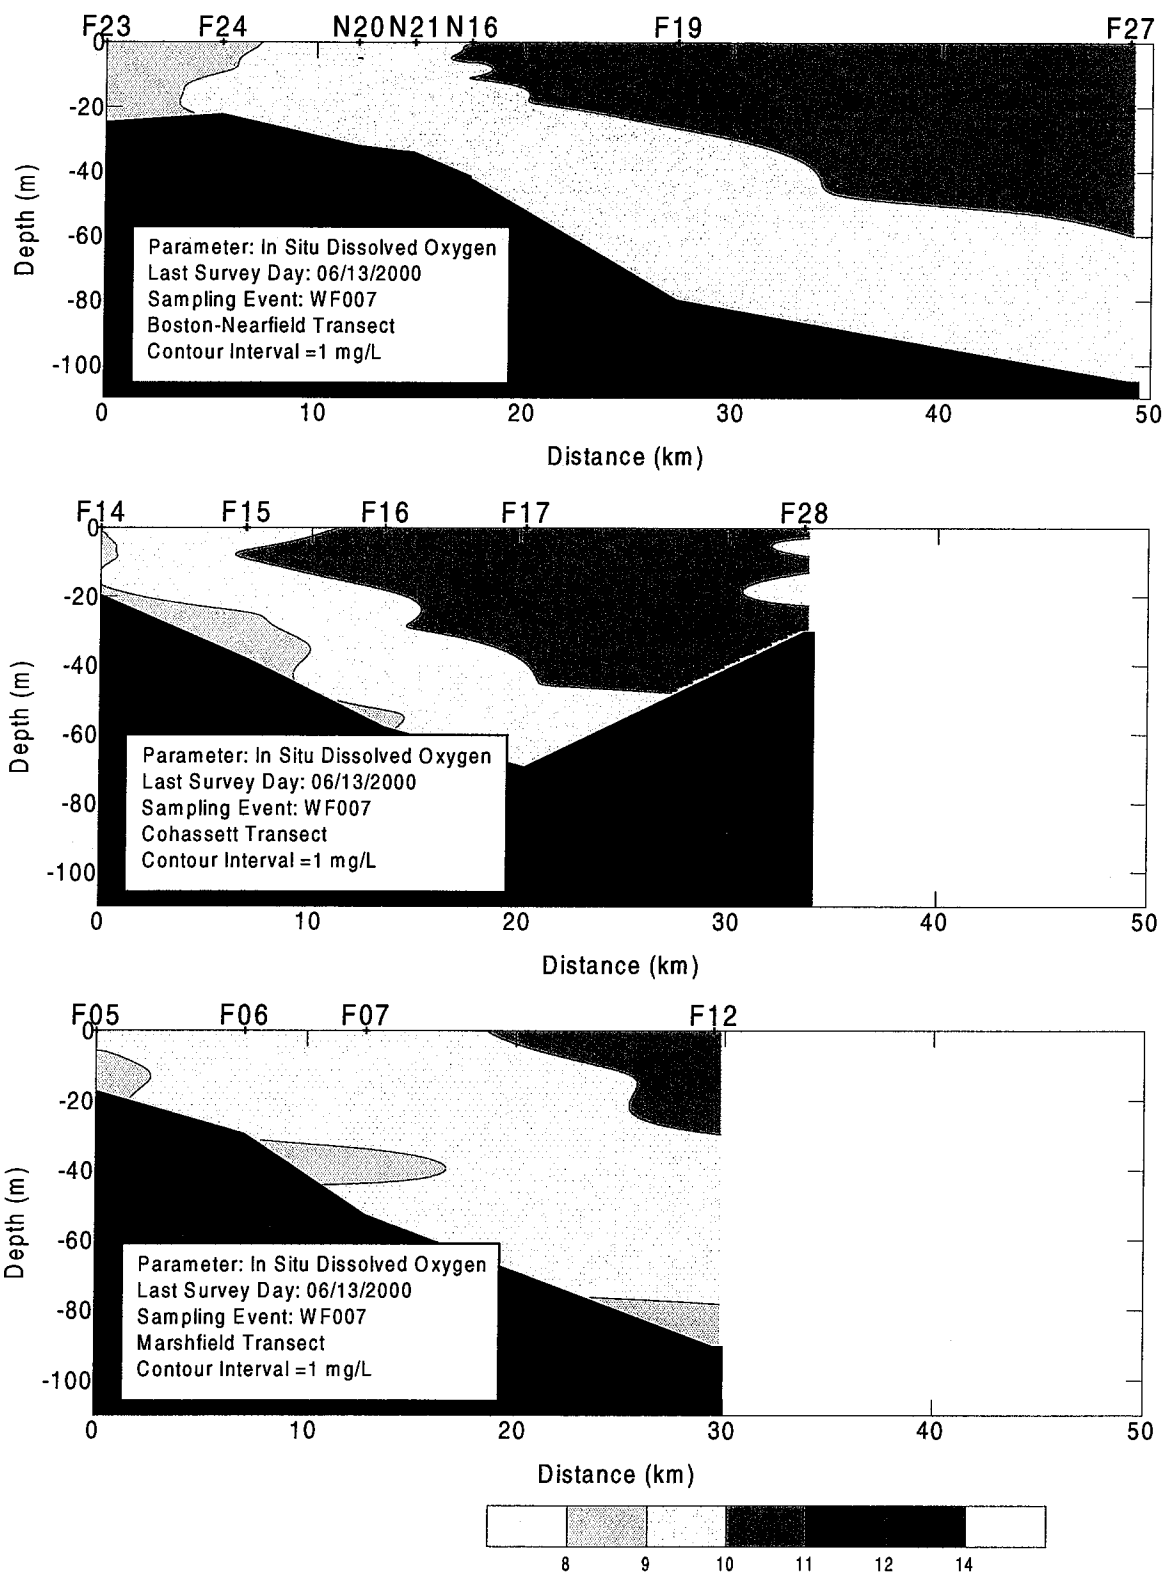 F23 F24 N20 N21 N16 F19 F27
0
-20
-40
-60
-80
-100
Depth (m)
Parameter: In Situ Dissolved Oxygen
Last Survey Day: 06/13/2000
Sampling Event: WF007
Boston-Nearfield Transect
Contour Interval =1 mg/L
0 10 20 30 40 50
Distance (km)
F14 F15 F16 F17 F28
0
-20
-40
-60
-80
-100
Depth (m)
Parameter: In Situ Dissolved Oxygen
Last Survey Day: 06/13/2000
Sampling Event: WF007
Cohassett Transect
Contour Interval =1 mg/L
0 10 20 30 40 50
Distance (km)
F05 F06 F07 F12
0
-20
-40
-60
-80
-100
Depth (m)
Parameter: In Situ Dissolved Oxygen
Last Survey Day: 06/13/2000
Sampling Event: WF007
Marshfield Transect
Contour Interval =1 mg/L
0 10 20 30 40 50
Distance (km)
8 9 10 11 12 14